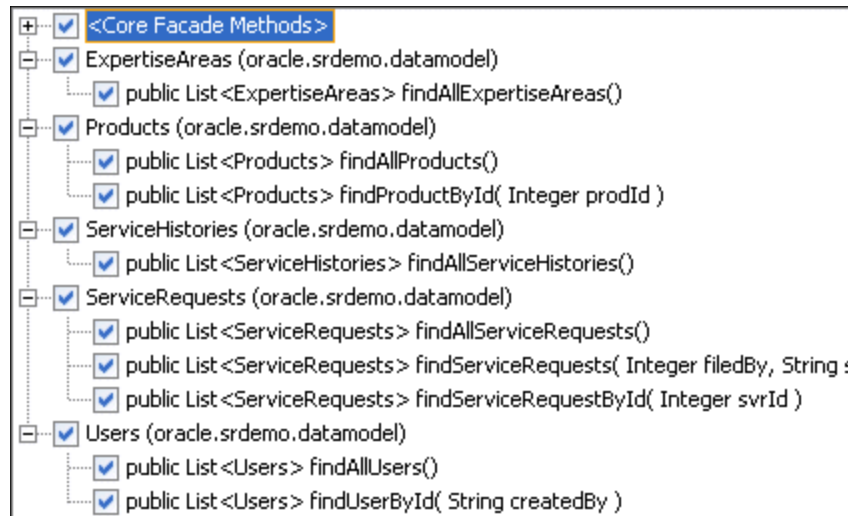 <Core Facade Methods>
ExpertiseAreas (oracle.srdemo.datamodel)
public List<ExpertiseAreas> findAllExpertiseAreas()
Products (oracle.srdemo.datamodel)
public List<Products> findAllProducts()
public List<Products> findProductById( Integer prodId )
ServiceHistories (oracle.srdemo.datamodel)
public List<ServiceHistories> findAllServiceHistories()
ServiceRequests (oracle.srdemo.datamodel)
public List<ServiceRequests> findAllServiceRequests()
public List<ServiceRequests> findServiceRequests( Integer filedBy, String
public List<ServiceRequests> findServiceRequestById( Integer svrId )
Users (oracle.srdemo.datamodel)
public List<Users> findAllUsers()
public List<Users> findUserById( String createdBy )